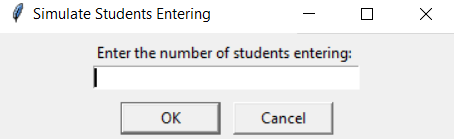 Simulate Students Entering
Enter the number of students entering:
OK Cancel